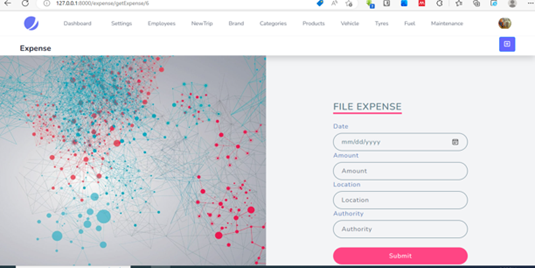 127.0.0.1:8000/expense/getExpense/6
Dashboard Settings Employees NewTrip Brand Categories Products Vehicle Tyres Fuel Maintenance
Expense
FILE EXPENSE
Date
mm/dd/yyyy
Amount
Amount
Location
Location
Authority
Authority
Submit